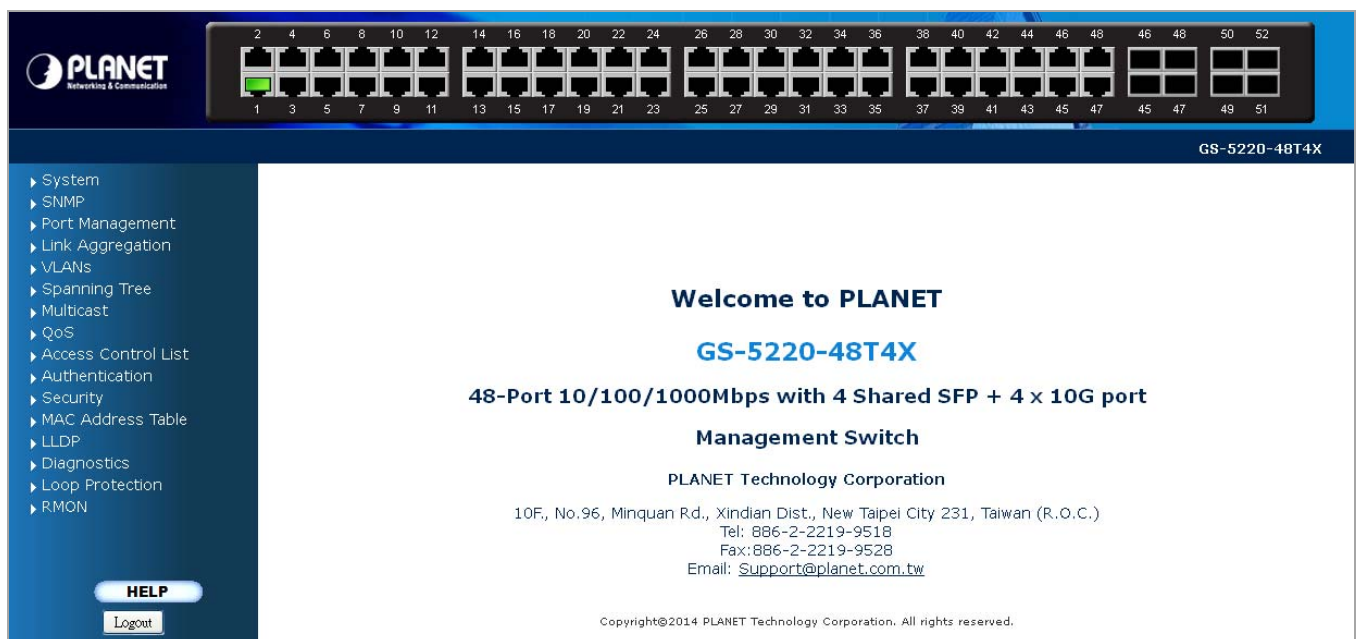 2 4 6 8 10 12 14 16 18 20 22 24 26 28 30 32 34 36 38 40 42 44 46 48 46 48 50 52
PLANET
Networking & Communication
1 3 5 7 9 11 13 15 17 19 21 23 25 27 29 31 33 35 37 39 41 43 45 47 45 47 49 51
GS-5220-48T4X
System
SNMP
Port Management
Link Aggregation
VLANs
Spanning Tree
Multicast
QoS
Access Control List
Authentication
Security
MAC Address Table
LLDP
Diagnostics
Loop Protection
RMON
HELP
Logout
Welcome to PLANET
GS-5220-48T4X
48-Port 10/100/1000Mbps with 4 Shared SFP + 4 x 10G port
Management Switch
PLANET Technology Corporation
10F., No.96, Minquan Rd., Xindian Dist., New Taipei City 231, Taiwan (R.O.C.)
Tel: 886-2-2219-9518
Fax:886-2-2219-9528
Email: Support@planet.com.tw
Copyright©2014 PLANET Technology Corporation. All rights reserved.